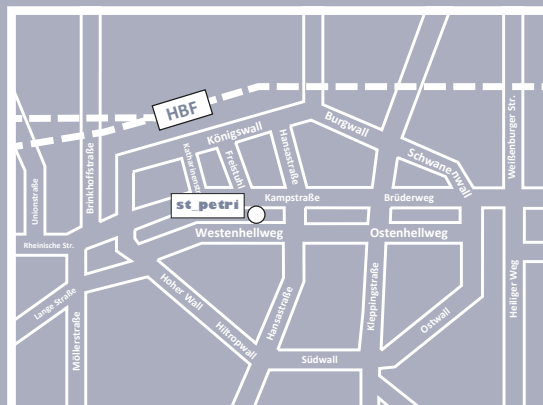 HBF
Königswall
Burgwall
Katharinenstr.
Freistuhl
Hansastraße
Schwanenwall
Weißenburger Str.
Brinkhoffstraße
Unionstraße
st_petri
Kampstraße
Brüderweg
Westenhellweg
Ostenhellweg
Rheinische Str.
Lange Straße
Möllerstraße
Hoher Wall
Hiltropwall
Hansastraße
Kleppingstraße
Südwall
Ostwall
Heiliger Weg